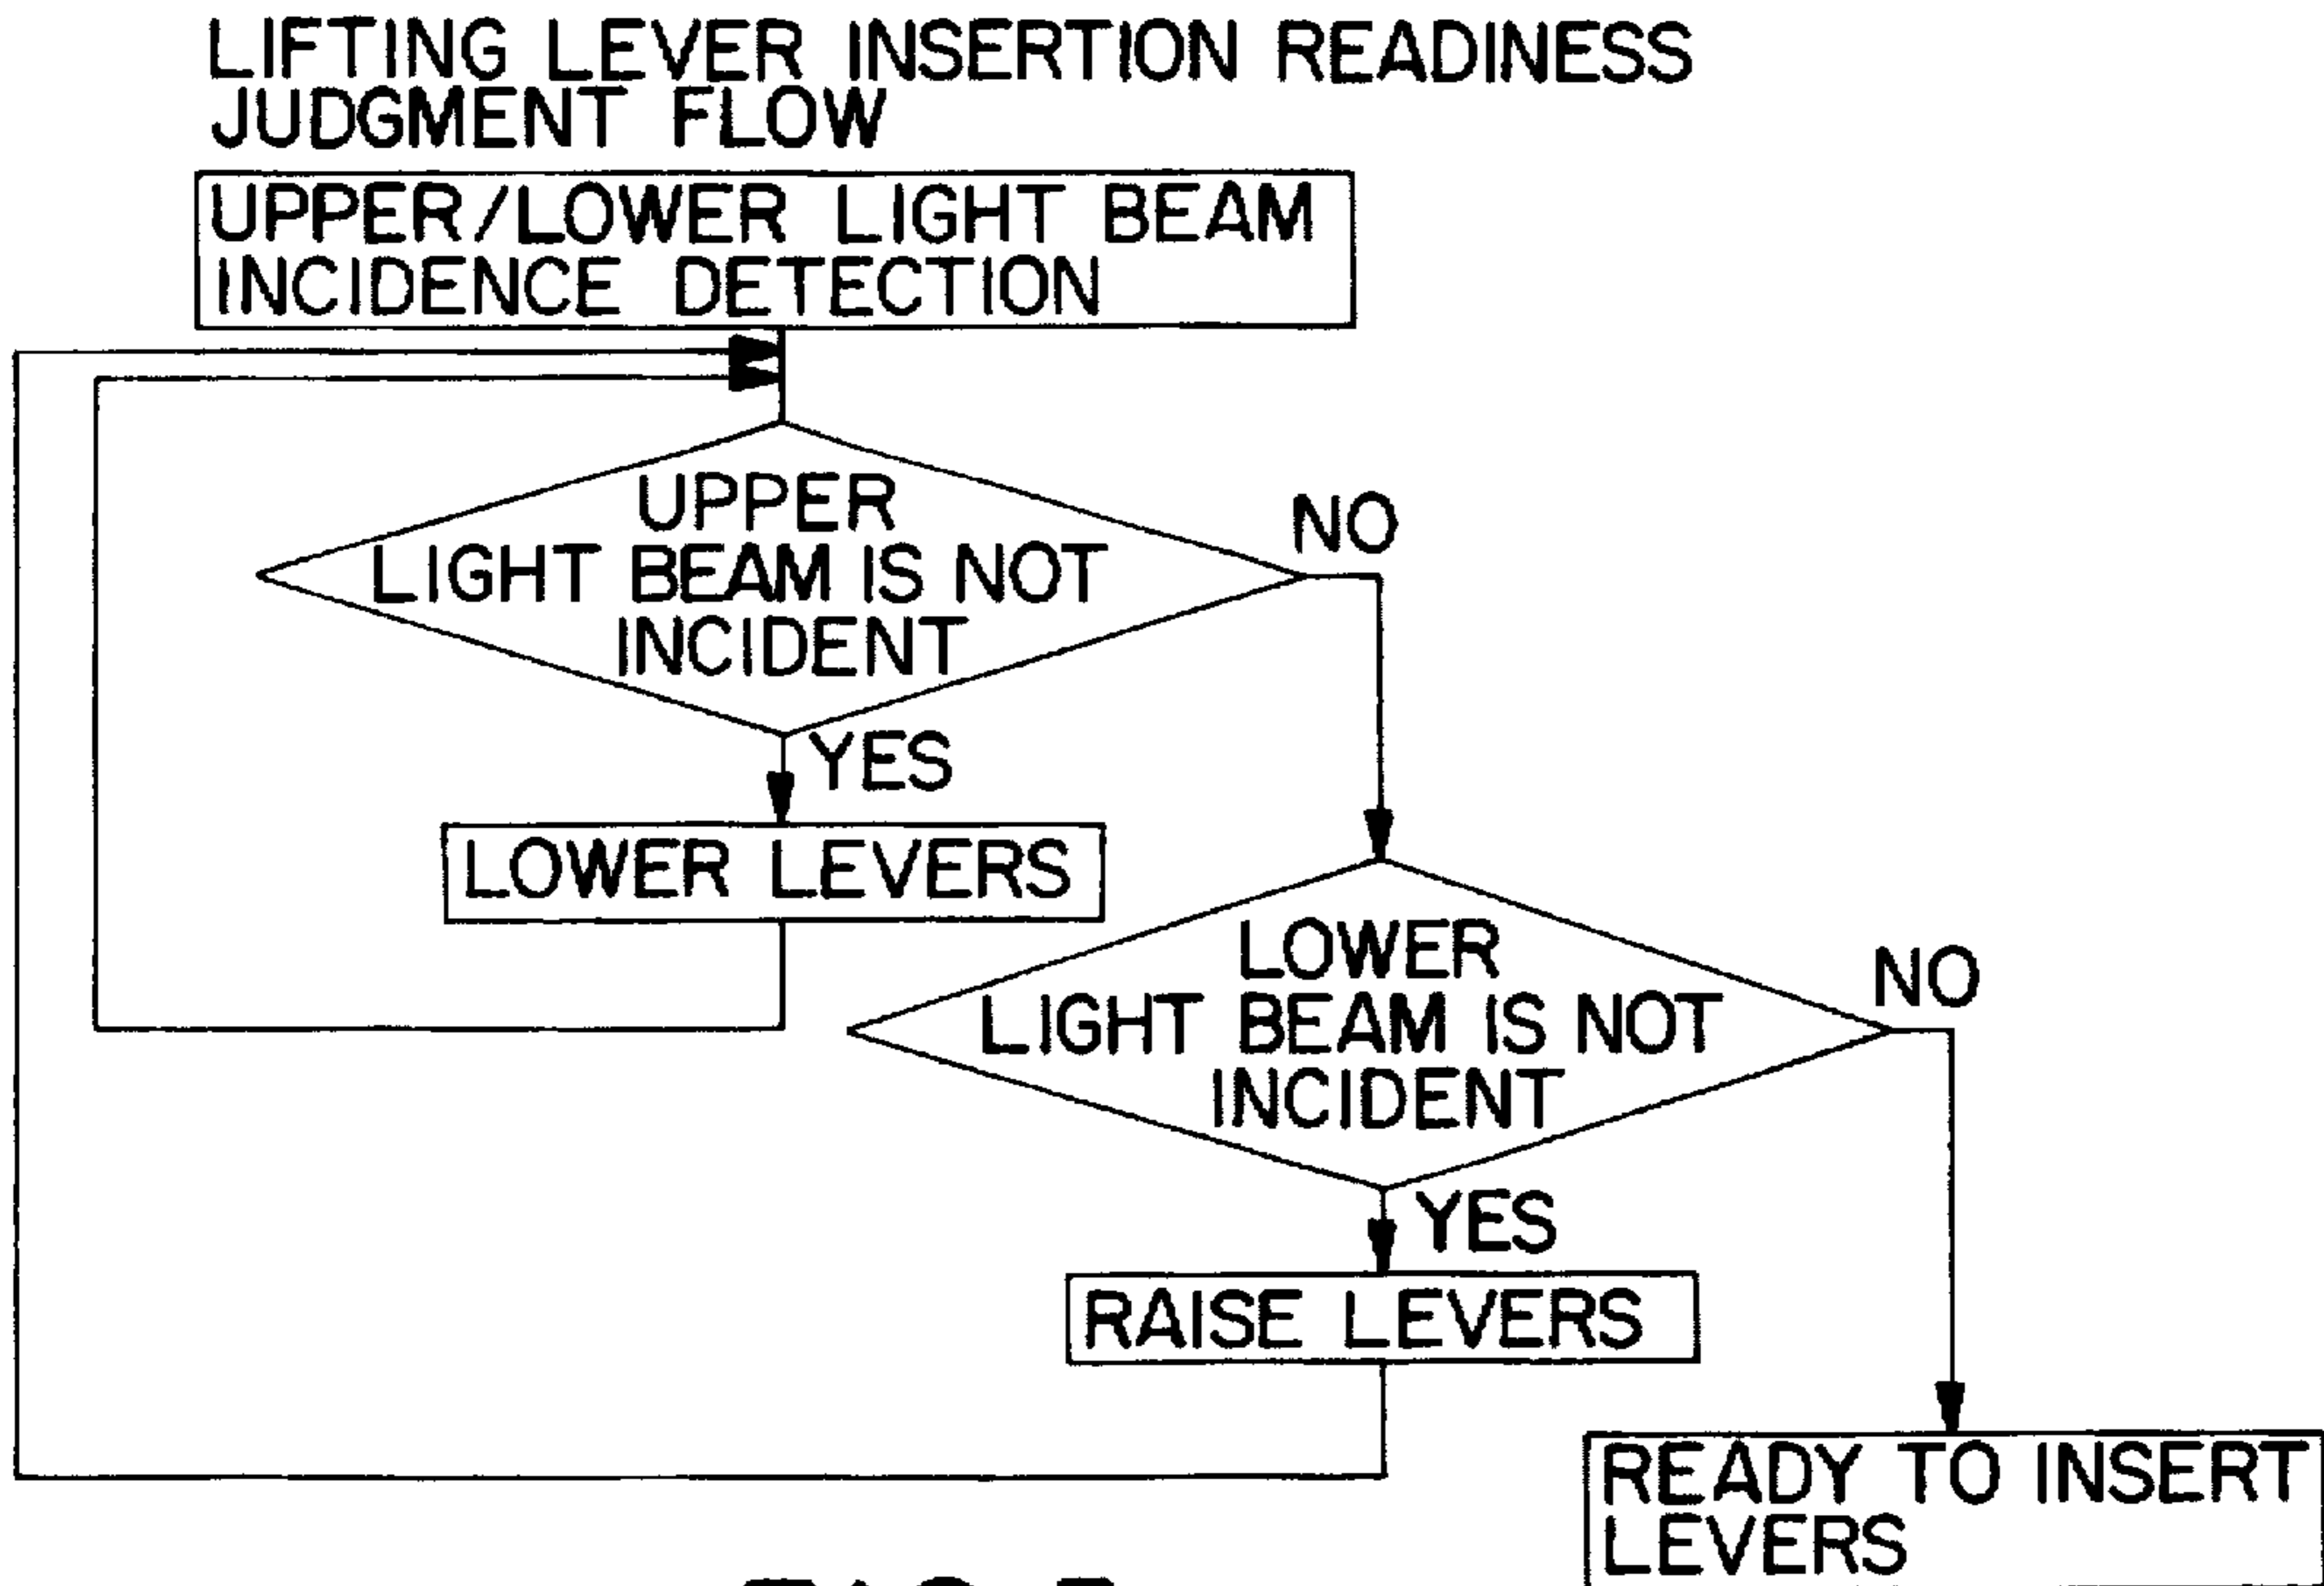 LIFTING LEVER INSERTION READINESS
JUDGMENT FLOW
UPPER/LOWER LIGHT BEAM
INCIDENCE DETECTION
UPPER
LIGHT BEAM IS NOT
INCIDENT
NO
YES
LOWER LEVERS
LOWER
LIGHT BEAM IS NOT
INCIDENT
NO
YES
RAISE LEVERS
READY TO INSERT
LEVERS